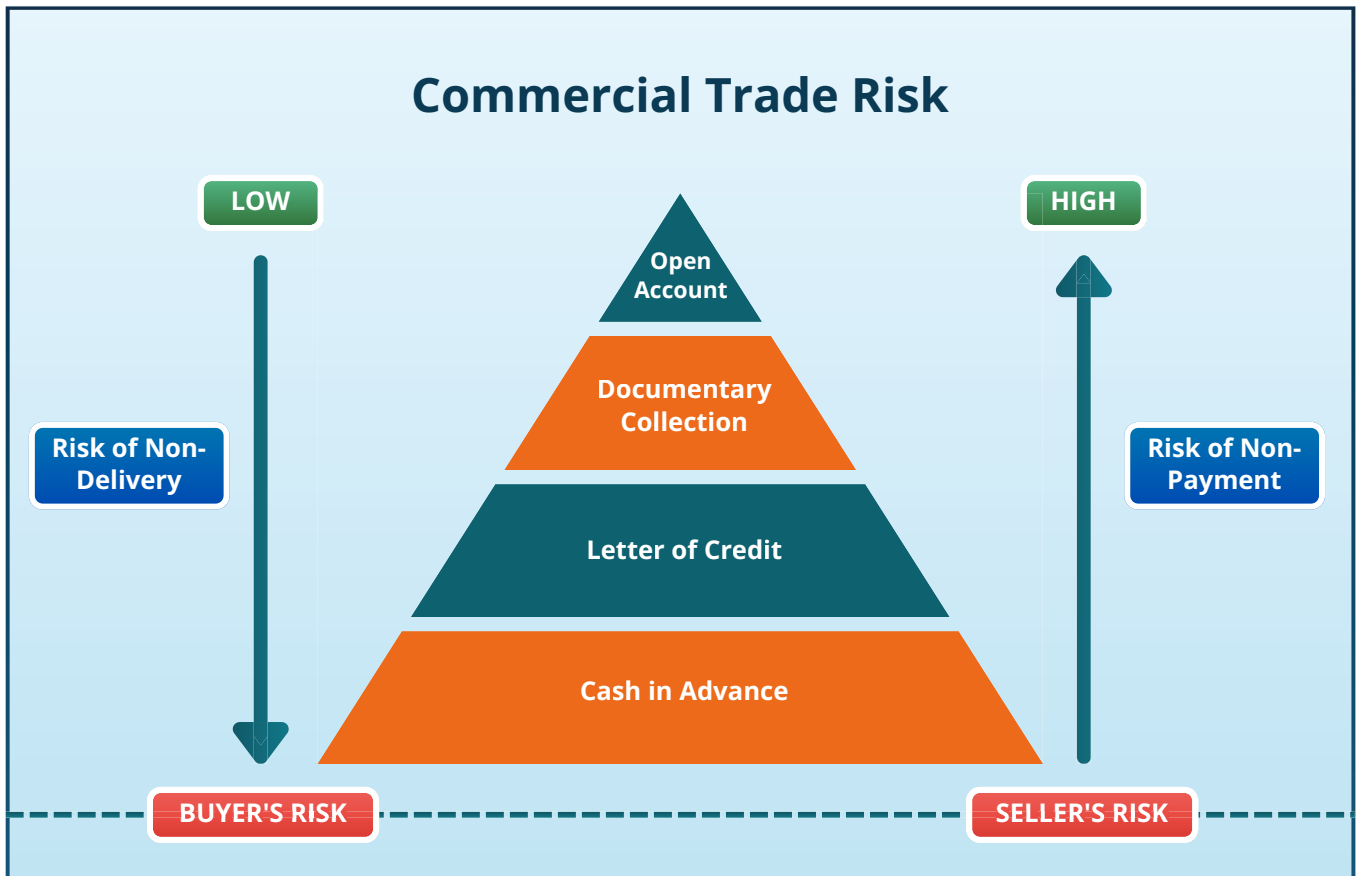 Commercial Trade Risk
LOW
HIGH
Open
Account
Documentary
Collection
Risk of Non-
Delivery
Risk of Non-
Payment
Letter of Credit
Cash in Advance
BUYER'S RISK
SELLER'S RISK